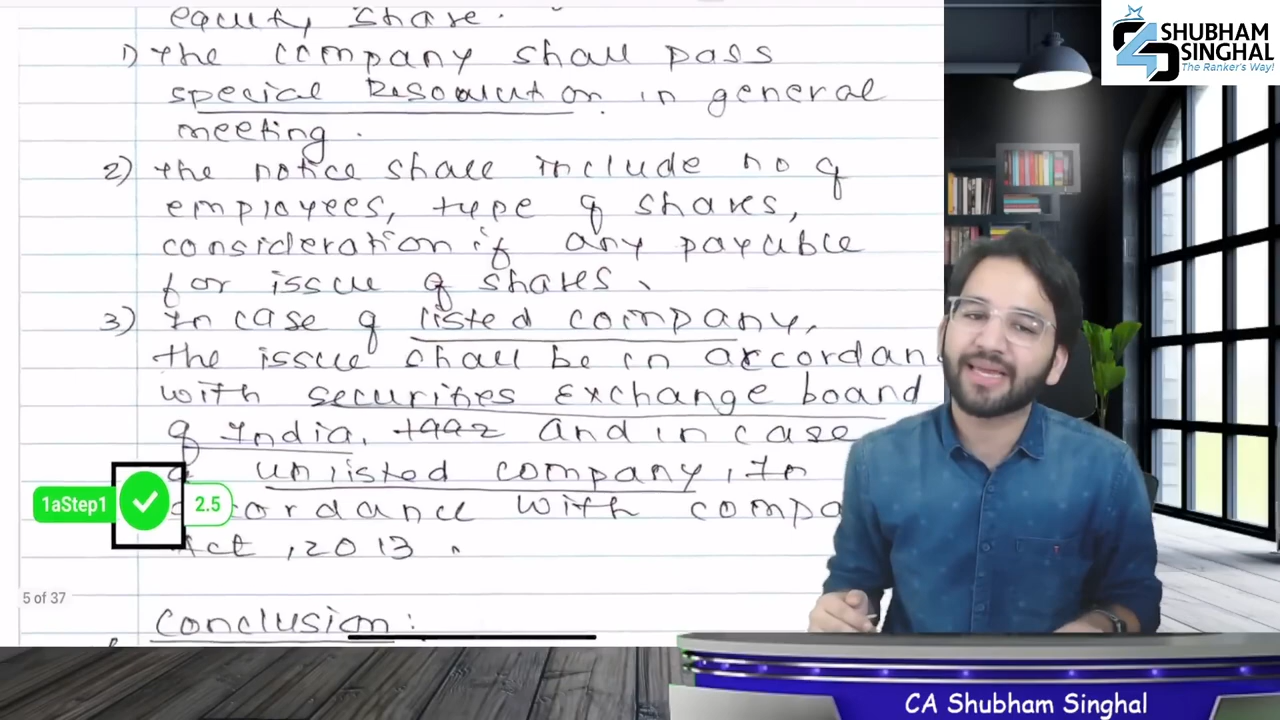 equity share.
1) The company shall pass
special Resolution in general
meeting.
2) the notice shall include no of
employees, type of shares,
consideration if any payable
for issue of shares.
3) In case of listed company,
the issue shall be in accordan
with securities Exchange board
of India, 1992 and in case
unlisted company, In
ordance with compa
Act, 2013.
1aStep1
2.5
5 of 37
Conclusion:
SHUBHAM
SINGHAL
The Ranker's Way!
CA Shubham Singhal